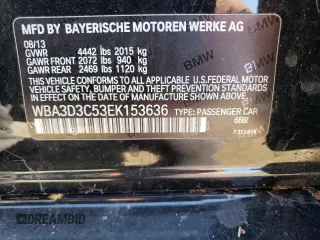 MFD BY BAYERISCHE MOTOREN WERKE AG
08/13
GVWR 4442 lbs 2015 kg
GAWR FRONT 2072 lbs 940 kg
GAWR REAR 2469 lbs 1120 kg
THIS VEHICLE CONFORMS TO ALL APPLICABLE
U.S. FEDERAL MOTOR VEHICLE SAFETY,
BUMPER, AND THEFT PREVENTION STANDARDS
IN EFFECT ON THE DATE OF MANUFACTURE
SHOWN ABOVE.
WBA3D3C53EK153636 TYPE: PASSENGER CAR
BMW
BMW
DREAMBID